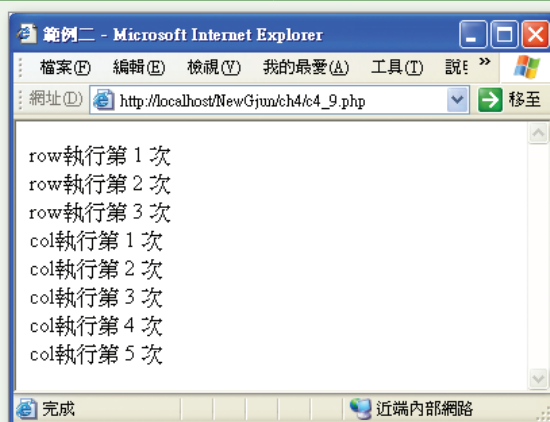 範例二 - Microsoft Internet Explorer
檔案(F) 編輯(E) 檢視(V) 我的最愛(A) 工具(T) »
網址(D) http://localhost/NewGjun/ch4/c4_9.php 移至
row執行第 1 次
row執行第 2 次
row執行第 3 次
col執行第 1 次
col執行第 2 次
col執行第 3 次
col執行第 4 次
col執行第 5 次
完成 近端內部網路